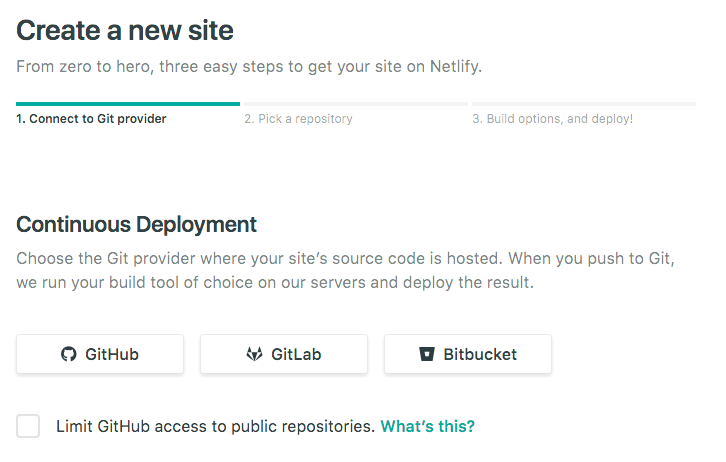 Create a new site
From zero to hero, three easy steps to get your site on Netlify.
1. Connect to Git provider
2. Pick a repository
3. Build options, and deploy!
Continuous Deployment
Choose the Git provider where your site’s source code is hosted. When you push to Git,
we run your build tool of choice on our servers and deploy the result.
GitHub
GitLab
Bitbucket
Limit GitHub access to public repositories. What’s this?